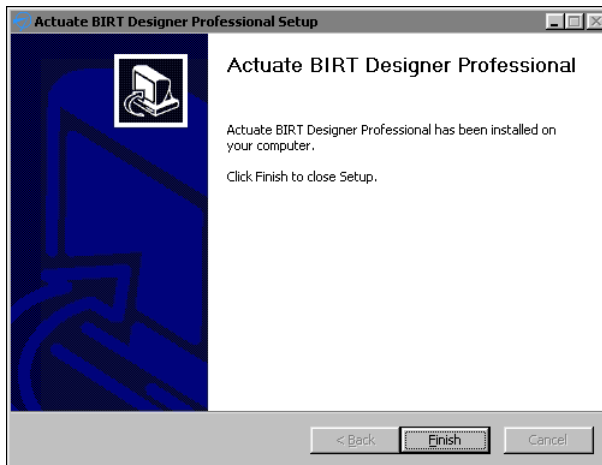 Actuate BIRT Designer Professional Setup
Actuate BIRT Designer Professional
Actuate BIRT Designer Professional has been installed on
your computer.
Click Finish to close Setup.
< Back
Finish
Cancel